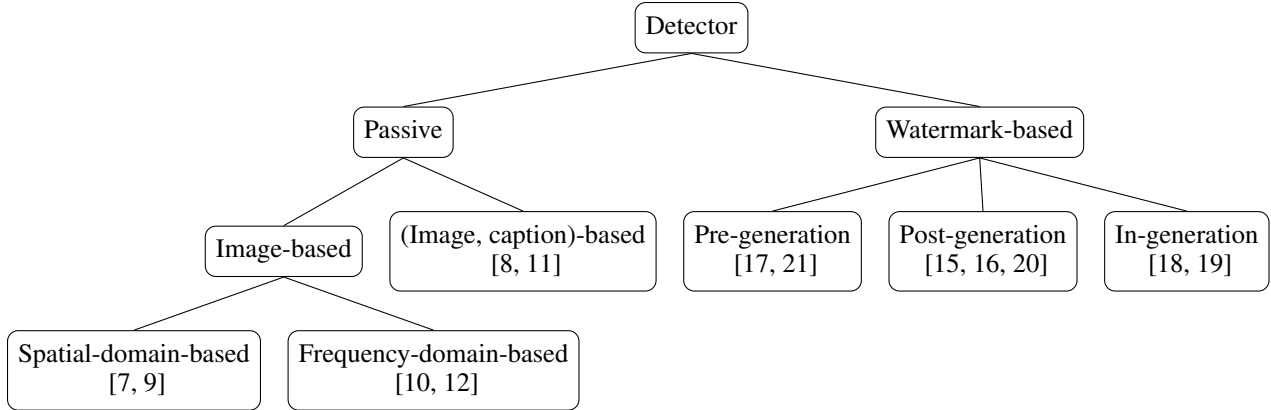 Detector
Passive
Watermark-based
Image-based
(Image, caption)-based
[8, 11]
Pre-generation
[17, 21]
Post-generation
[15, 16, 20]
In-generation
[18, 19]
Spatial-domain-based
[7, 9]
Frequency-domain-based
[10, 12]